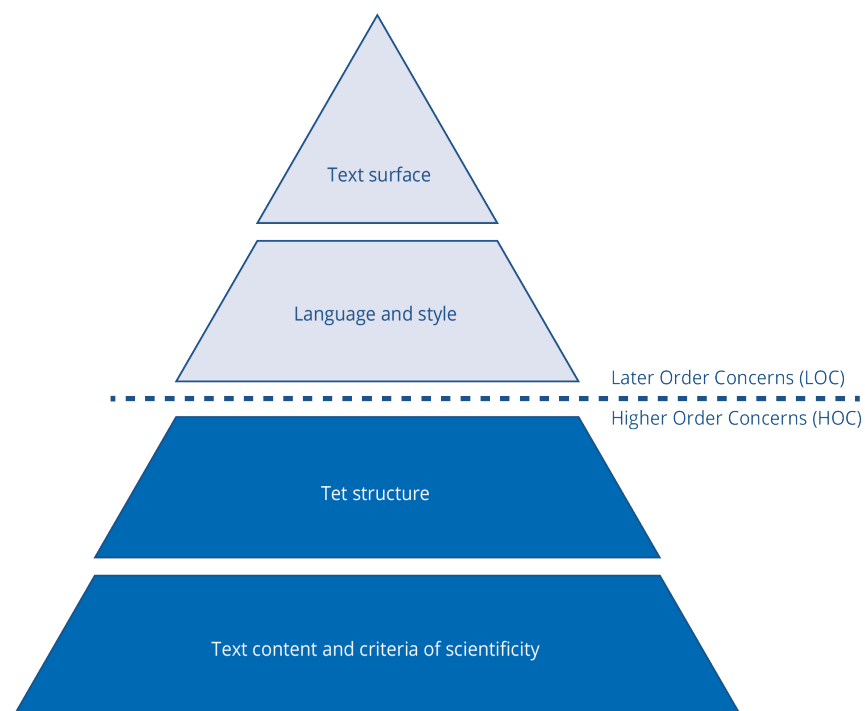 Text surface
Language and style
Later Order Concerns (LOC)
Higher Order Concerns (HOC)
Tet structure
Text content and criteria of scientificity